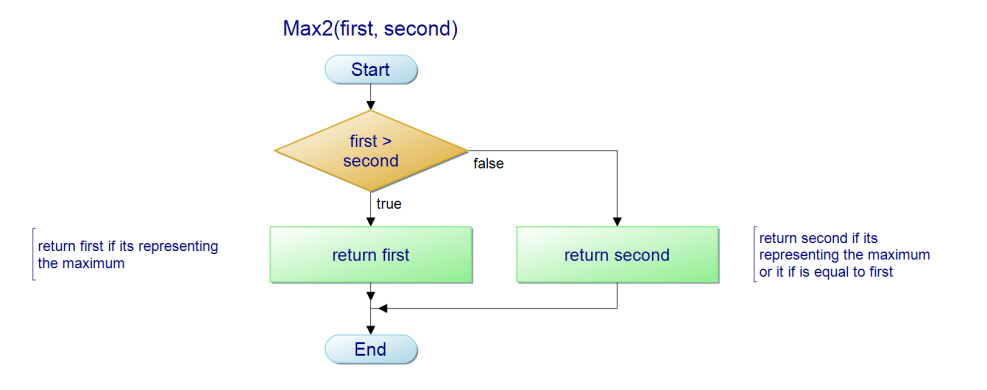 Max2(first, second)
Start
first >
second
false
true
return first if its representing
the maximum
return first
return second
return second if its
representing the maximum
or it if is equal to first
End